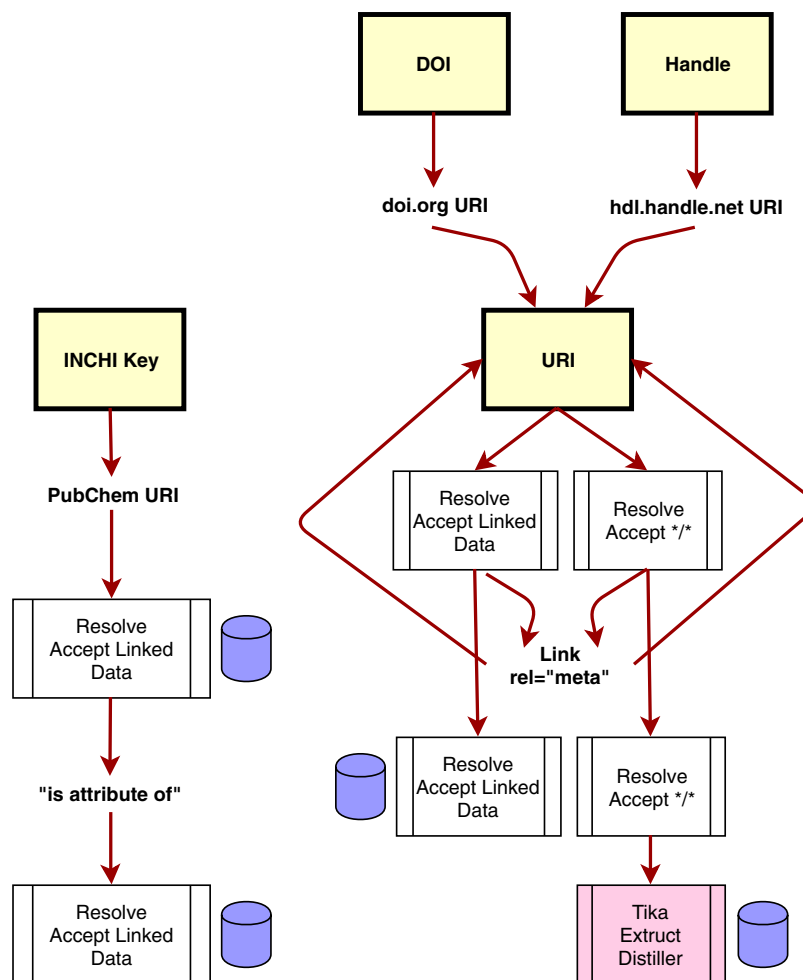 DOI
Handle
doi.org URI
hdl.handle.net URI
INCHI Key
URI
PubChem URI
Resolve
Accept Linked
Data
Resolve
Accept */*
Resolve
Accept Linked
Data
Link
rel="meta"
"is attribute of"
Resolve
Accept Linked
Data
Resolve
Accept */*
Resolve
Accept Linked
Data
Tika
Extruct
Distiller